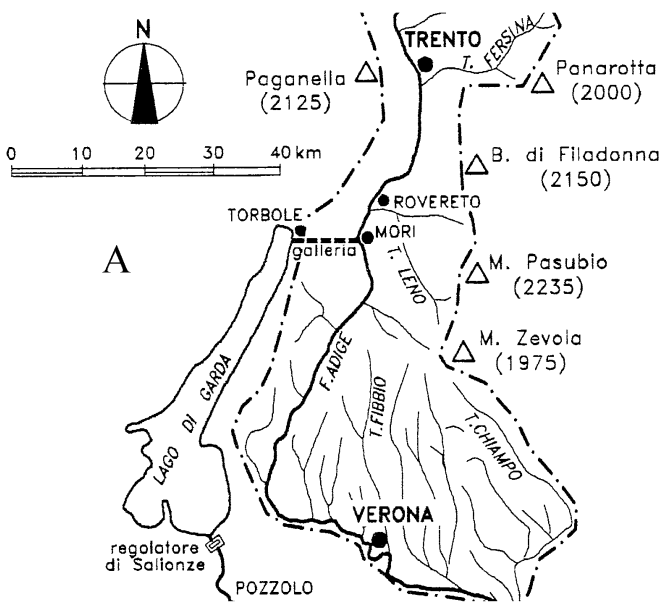 N
TRENTO
T. FERSINA
Paganella
(2125)
Panarotta
(2000)
0 10 20 30 40 km
B. di Filadonna
(2150)
ROVERETO
TORBOLE
MORI
galleria
A
T. LENO
M. Pasubio
(2235)
M. Zevola
(1975)
F. ADIGE
LAGO DI GARDA
T. FIBBIO
T. CHIAMPO
VERONA
regolatore
di Salionze
POZZOLO